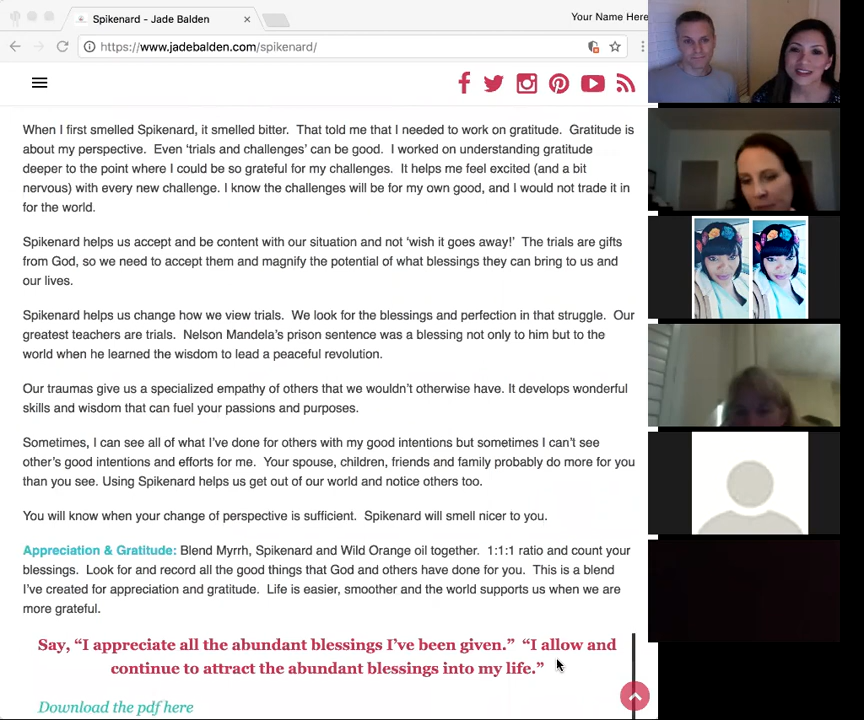 Spikenard - Jade Balden
Your Name Here
https://www.jadebalden.com/spikenard/
When I first smelled Spikenard, it smelled bitter.  That told me that I needed to work on gratitude.  Gratitude is
about my perspective.  Even ‘trials and challenges’ can be good.  I worked on understanding gratitude
deeper to the point where I could be so grateful for my challenges.  It helps me feel excited (and a bit
nervous) with every new challenge. I know the challenges will be for my own good, and I would not trade it in
for the world.
Spikenard helps us accept and be content with our situation and not ‘wish it goes away!’  The trials are gifts
from God, so we need to accept them and magnify the potential of what blessings they can bring to us and
our lives.
Spikenard helps us change how we view trials.  We look for the blessings and perfection in that struggle.  Our
greatest teachers are trials.  Nelson Mandela’s prison sentence was a blessing not only to him but to the
world when he learned the wisdom to lead a peaceful revolution.
Our traumas give us a specialized empathy of others that we wouldn’t otherwise have. It develops wonderful
skills and wisdom that can fuel your passions and purposes.
Sometimes, I can see all of what I’ve done for others with my good intentions but sometimes I can’t see
other’s good intentions and efforts for me.  Your spouse, children, friends and family probably do more for you
than you see. Using Spikenard helps us get out of our world and notice others too.
You will know when your change of perspective is sufficient.  Spikenard will smell nicer to you.
Appreciation & Gratitude: Blend Myrrh, Spikenard and Wild Orange oil together.  1:1:1 ratio and count your
blessings.  Look for and record all the good things that God and others have done for you.  This is a blend
I’ve created for appreciation and gratitude.  Life is easier, smoother and the world supports us when we are
more grateful.
Say, “I appreciate all the abundant blessings I’ve been given.”  “I allow and
continue to attract the abundant blessings into my life.”
Download the pdf here